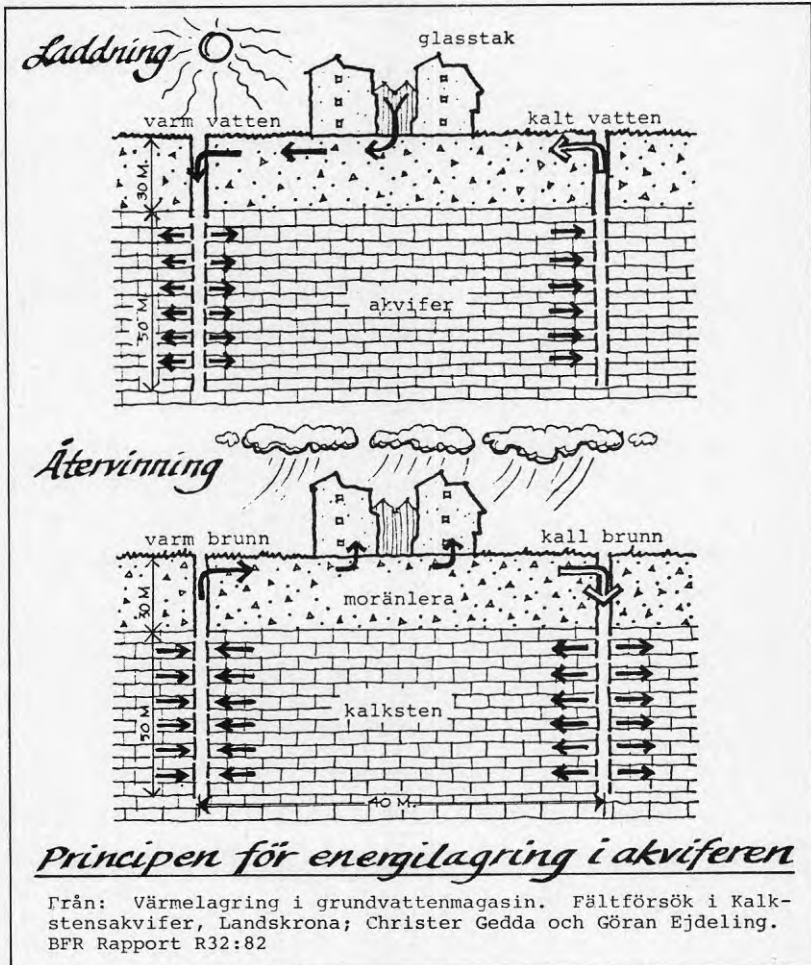 Laddning
glasstak
varm vatten
kalt vatten
30 M.
50 M.
akvifer
Återvinning
varm brunn
kall brunn
30 M
moränlera
50 M
kalksten
40 M.
Principen för energilagring i akviferen
Från: Värmelagring i grundvattenmagasin. Fältförsök i Kalk-
stensakvifer, Landskrona; Christer Gedda och Göran Ejdeling.
BFR Rapport R32:82